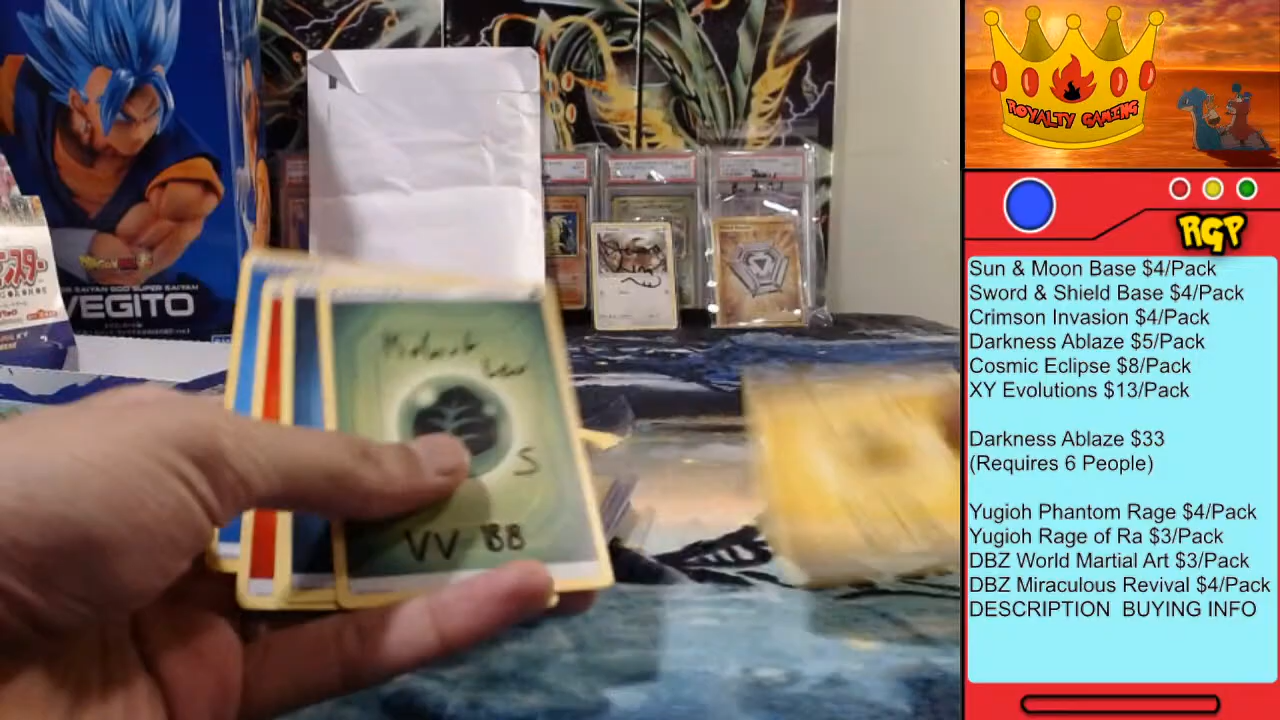 ROYALTY GAMING
RGP
Sun & Moon Base $4/Pack
Sword & Shield Base $4/Pack
Crimson Invasion $4/Pack
Darkness Ablaze $5/Pack
Cosmic Eclipse $8/Pack
XY Evolutions $13/Pack
Darkness Ablaze $33
(Requires 6 People)
Yugioh Phantom Rage $4/Pack
Yugioh Rage of Ra $3/Pack
DBZ World Martial Art $3/Pack
DBZ Miraculous Revival $4/Pack
DESCRIPTION BUYING INFO
VEGITO
S
VV 88